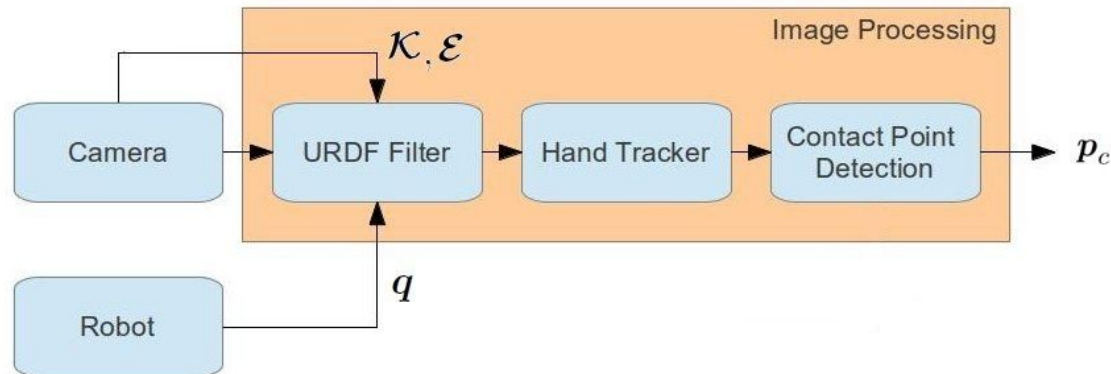 Image Processing
𝒦, ℰ
Camera
URDF Filter
Hand Tracker
Contact Point
Detection
p_c
q
Robot